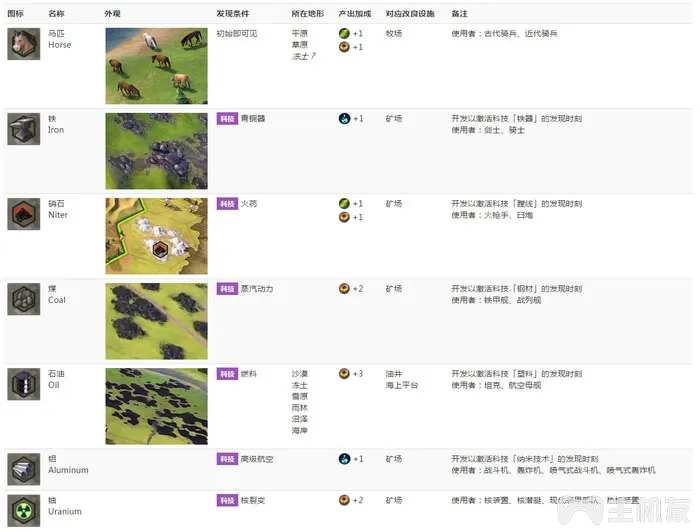 图标 名称 外观 发现条件 所在地形 产出加成 对应改良设施 备注
马匹 初始即可见 平原 +1 牧场 使用者：古代骑兵、近代骑兵
Horse 草原 +1
冻土？
铁 科技 青铜器 +1 矿场 开发以激活科技「铁器」的发现时刻
Iron 使用者：剑士、骑士
硝石 科技 火药 +1 矿场 开发以激活科技「膛线」的发现时刻
Niter +1 使用者：火枪手、臼炮
煤 科技 蒸汽动力 +2 矿场 开发以激活科技「钢材」的发现时刻
Coal 使用者：铁甲舰、战列舰
石油 科技 燃料 沙漠 +3 油井 开发以激活科技「塑料」的发现时刻
Oil 冻土 海上平台 使用者：坦克、航空母舰
雪原
雨林
沼泽
海岸
铝 科技 高级航空 +1 矿场 开发以激活科技「纳米技术」的发现时刻
Aluminum 使用者：战斗机、轰炸机、喷气式战斗机、喷气式轰炸机
铀 科技 核裂变 +2 矿场 使用者：核装置、核潜艇、现代
Uranium
主机友